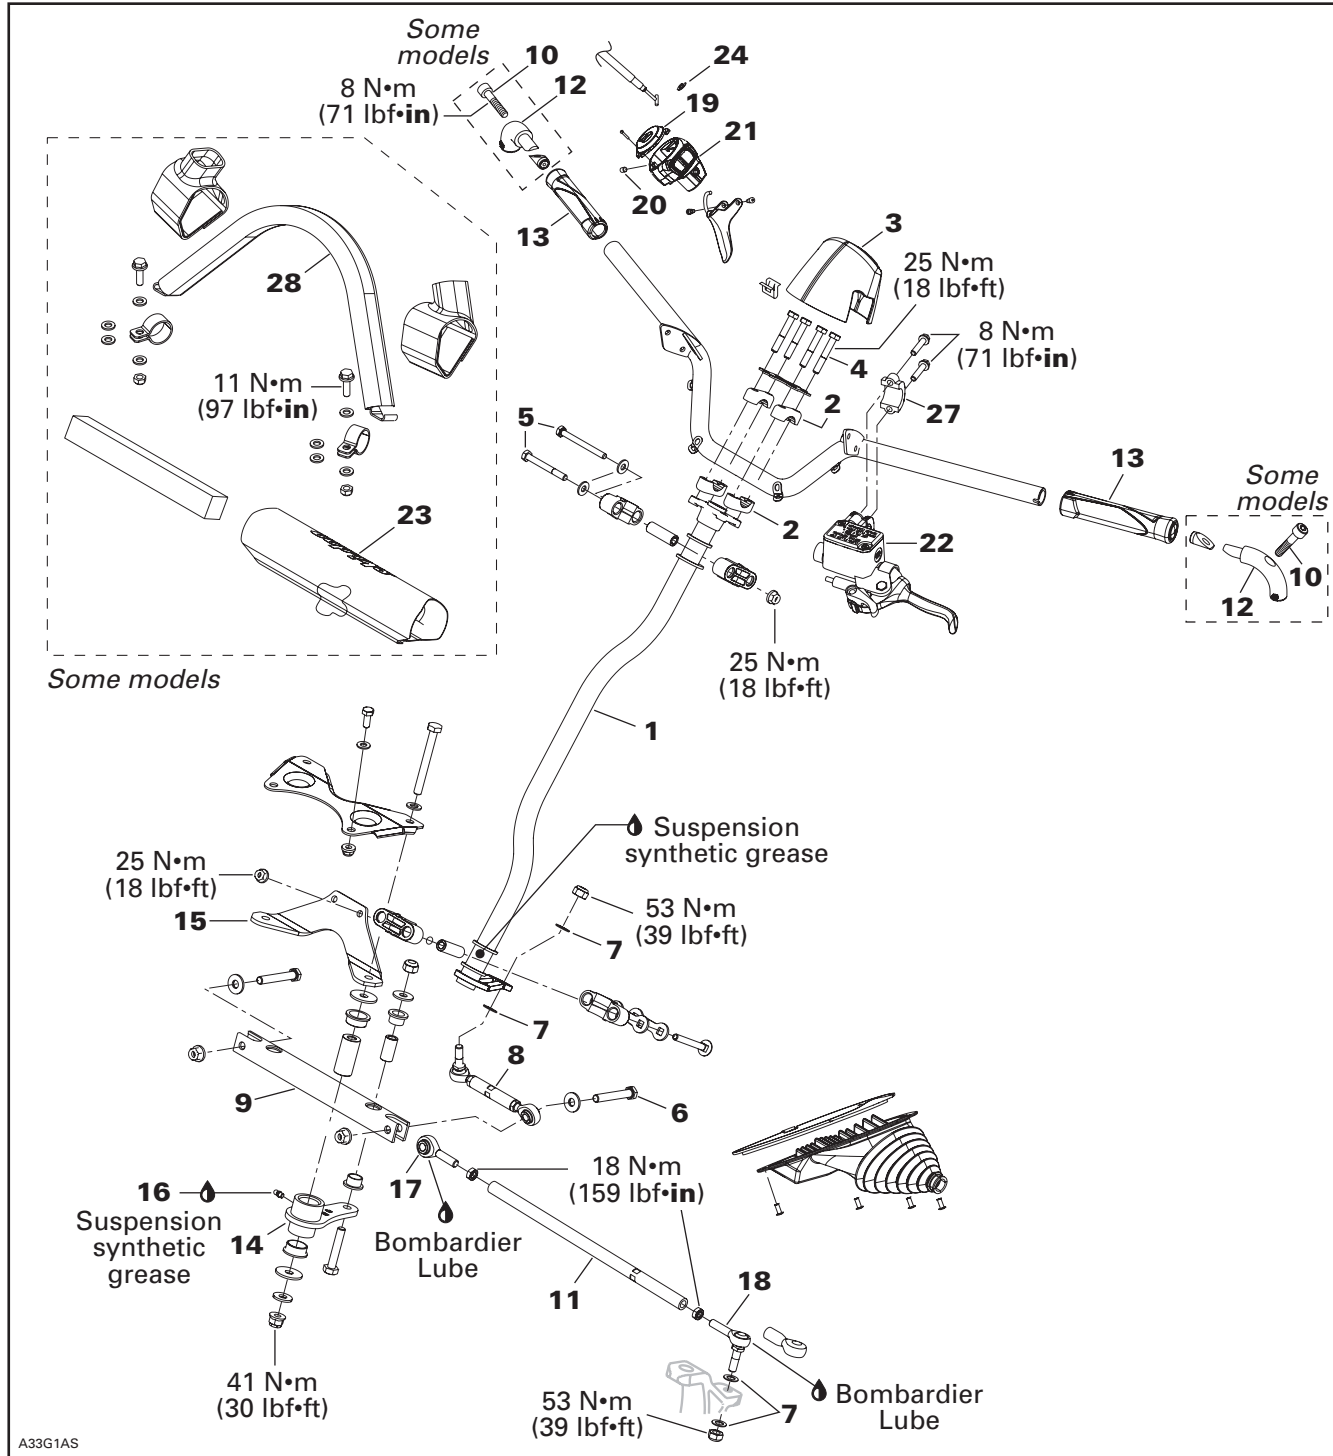 Some
models
10
8 N•m
(71 lbf•in)
12
24
19
21
20
13
3
25 N•m
(18 lbf•ft)
8 N•m
(71 lbf•in)
4
28
27
2
11 N•m
(97 lbf•in)
5
13
Some
models
23
2
22
10
12
25 N•m
(18 lbf•ft)
Some models
1
Suspension
synthetic grease
25 N•m
(18 lbf•ft)
15
53 N•m
(39 lbf•ft)
7
7
8
9
6
17
18 N•m
(159 lbf•in)
16
Suspension
synthetic
grease
14
Bombardier
Lube
11
18
41 N•m
(30 lbf•ft)
53 N•m
(39 lbf•ft)
7
Bombardier
Lube
A33G1AS